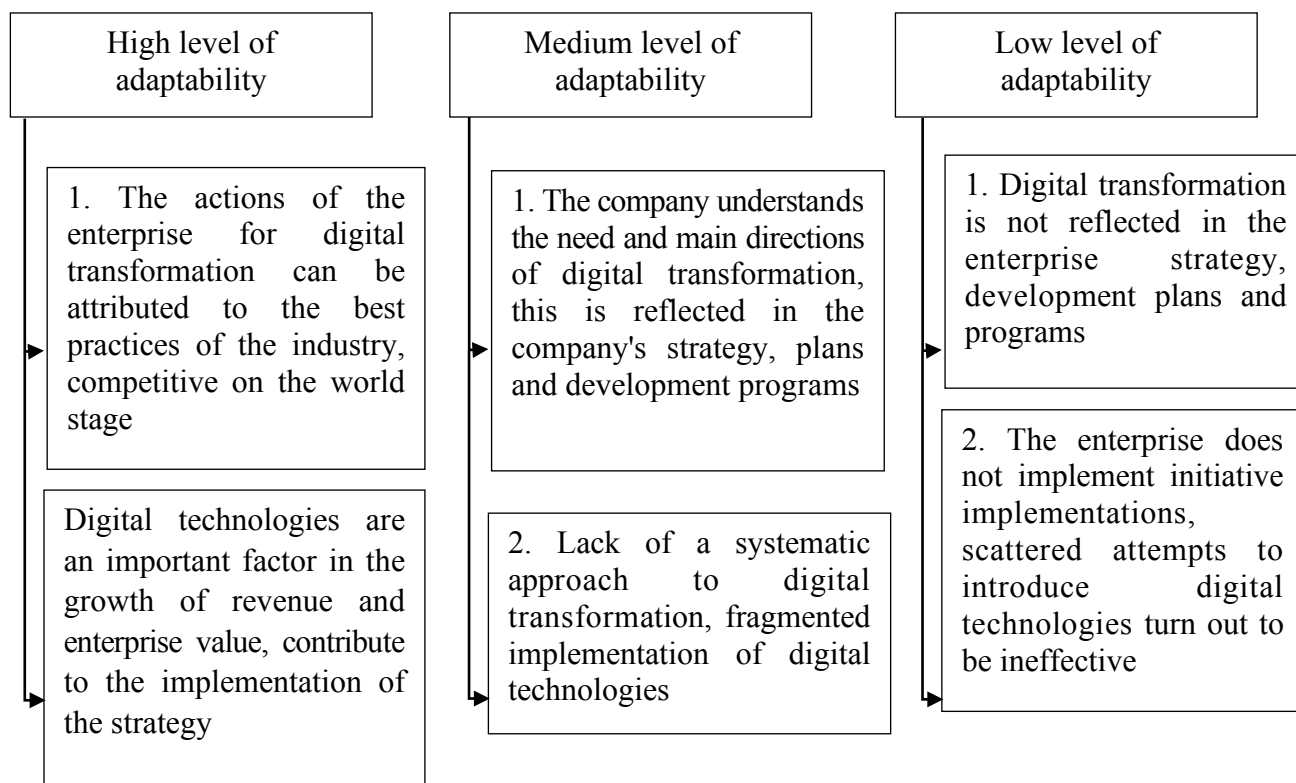 High level of
adaptability
1. The actions of the
enterprise for digital
transformation can be
attributed to the best
practices of the industry,
competitive on the world
stage
Digital technologies are
an important factor in the
growth of revenue and
enterprise value, contribute
to the implementation of
the strategy
Medium level of
adaptability
1. The company understands
the need and main directions
of digital transformation,
this is reflected in the
company's strategy, plans
and development programs
2. Lack of a systematic
approach to digital
transformation, fragmented
implementation of digital
technologies
Low level of
adaptability
1. Digital transformation
is not reflected in the
enterprise strategy,
development plans and
programs
2. The enterprise does
not implement initiative
implementations,
scattered attempts to
introduce digital
technologies turn out to
be ineffective